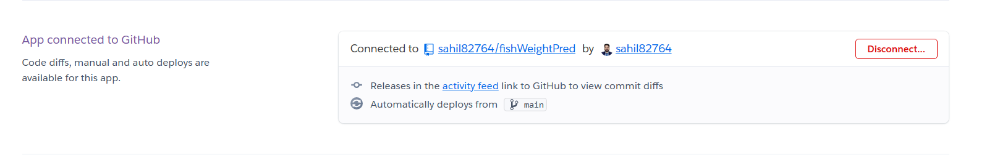 App connected to GitHub
Code diffs, manual and auto deploys are
available for this app.
Connected to sahil82764/fishWeightPred by sahil82764
Disconnect...
Releases in the activity feed link to GitHub to view commit diffs
Automatically deploys from main